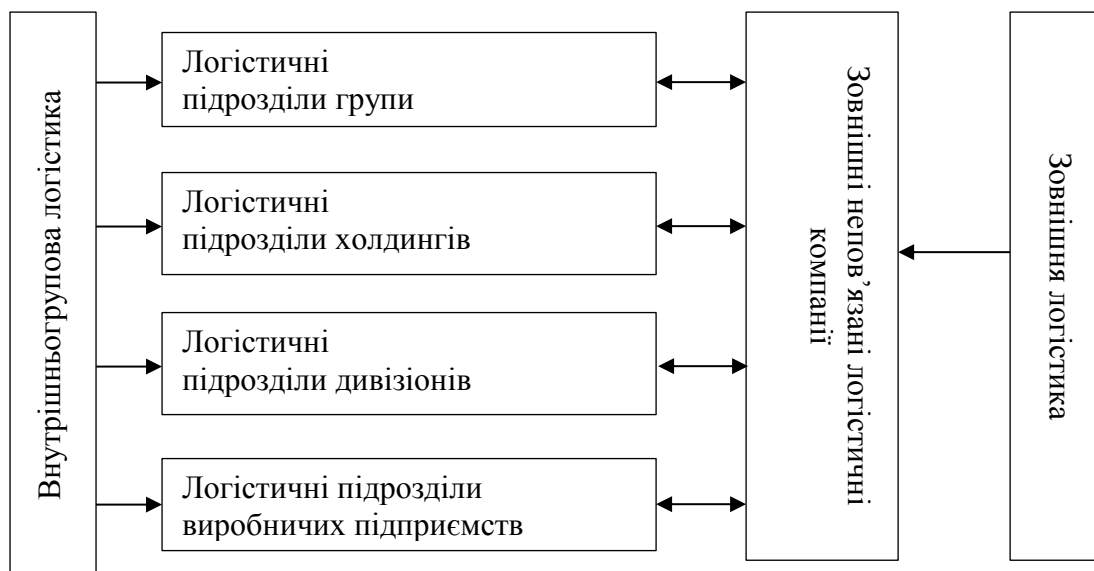 Внутрішньогрупова логістика
Логістичні
підрозділи групи
Логістичні
підрозділи холдингів
Логістичні
підрозділи дивізіонів
Логістичні підрозділи
виробничих підприємств
Зовнішні непов’язані логістичні
компанії
Зовнішня логістика